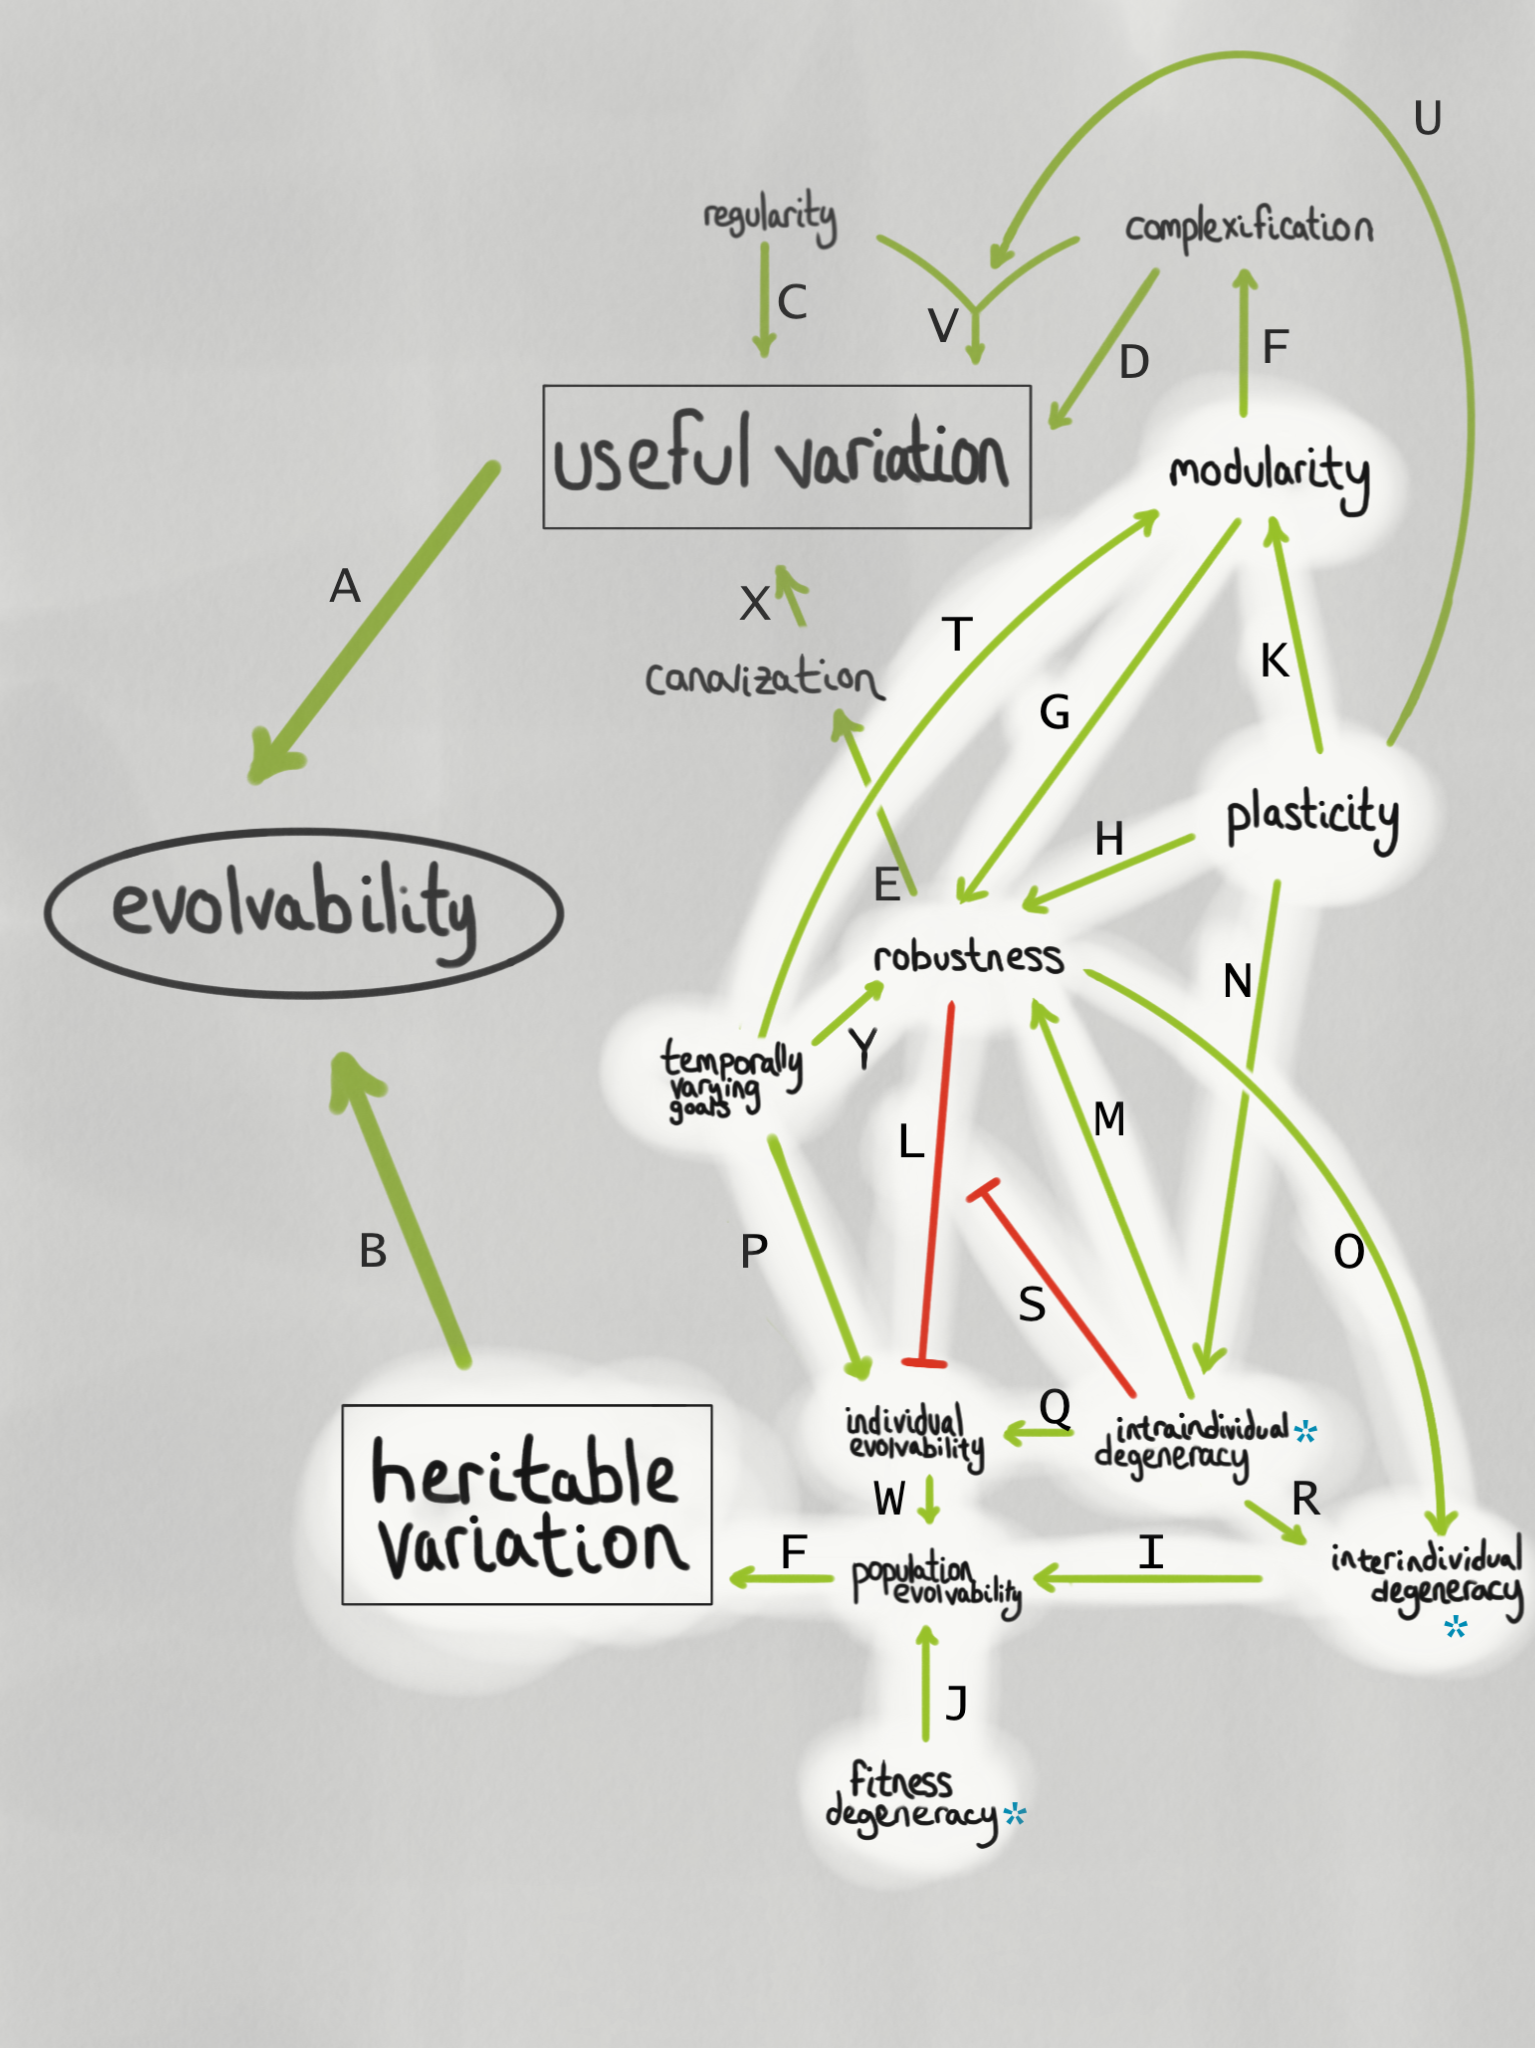 U
regularity
complexification
C
V
D
F
useful variation
modularity
A
X
T
K
canalization
G
plasticity
H
E
evolvability
robustness
N
temporally
varying
goals
Y
L
M
P
B
O
S
individual
evolvability
Q
intraindividual *
degeneracy
heritable
variation
W
R
F
population
evolvability
I
interindividual
degeneracy
*
J
fitness
degeneracy *